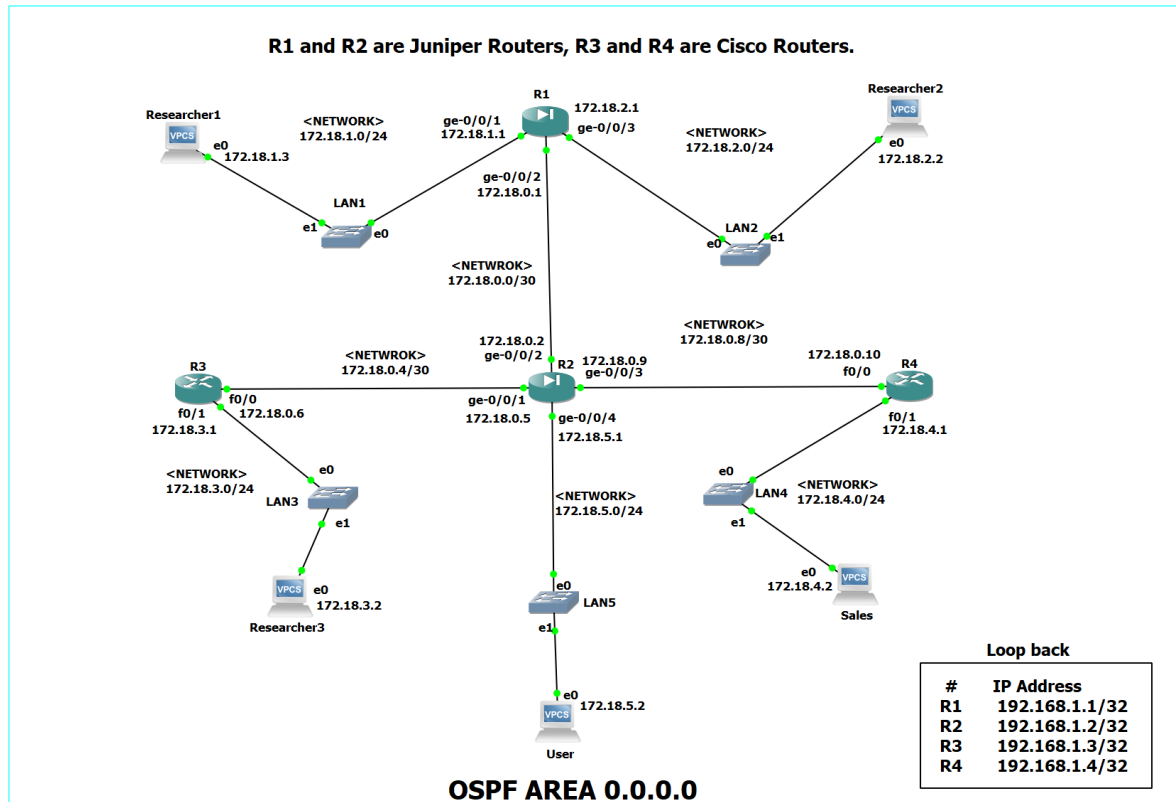 R1 and R2 are Juniper Routers, R3 and R4 are Cisco Routers.
R1
Researcher1
VPCS
e0
172.18.1.3
<NETWORK>
172.18.1.0/24
ge-0/0/1
172.18.1.1
172.18.2.1
ge-0/0/3
<NETWORK>
172.18.2.0/24
Researcher2
VPCS
e0
172.18.2.2
ge-0/0/2
172.18.0.1
LAN1
e1
e0
LAN2
e0
e1
<NETWROK>
172.18.0.0/30
<NETWROK>
172.18.0.4/30
172.18.0.2
ge-0/0/2
R2
172.18.0.9
ge-0/0/3
<NETWROK>
172.18.0.8/30
172.18.0.10
f0/0
R4
R3
f0/0
172.18.0.6
f0/1
172.18.3.1
ge-0/0/1
172.18.0.5
ge-0/0/4
172.18.5.1
f0/1
172.18.4.1
<NETWORK>
172.18.3.0/24
e0
LAN3
e1
VPCS
e0
172.18.3.2
Researcher3
<NETWORK>
172.18.5.0/24
e0
LAN5
e1
e0
172.18.5.2
VPCS
User
e0
LAN4
e1
<NETWORK>
172.18.4.0/24
e0
172.18.4.2
VPCS
Sales
Loop back
# IP Address
R1 192.168.1.1/32
R2 192.168.1.2/32
R3 192.168.1.3/32
R4 192.168.1.4/32
OSPF AREA 0.0.0.0